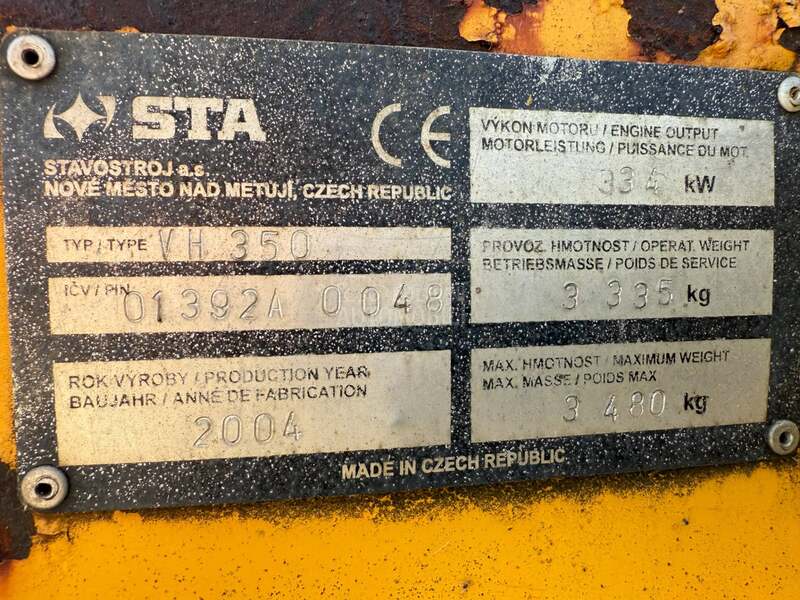 STA
STAVOSTROJ a.s.
NOVÉ MĚSTO NAD METUJÍ, CZECH REPUBLIC
CE
TYP / TYPE VH 350
IČV / PIN 01392A 0048
ROK VÝROBY / PRODUCTION YEAR
BAUJAHR / ANNÉ DE FABRICATION
2004
VÝKON MOTORU / ENGINE OUTPUT
MOTORLEISTUNG / PUISSANCE DU MOT.
334 kW
PROVOZ. HMOTNOST / OPERAT. WEIGHT
BETRIEBSMASSE / POIDS DE SERVICE
3 335 kg
MAX. HMOTNOST / MAXIMUM WEIGHT
MAX. MASSE / POIDS MAX.
3 480 kg
MADE IN CZECH REPUBLIC